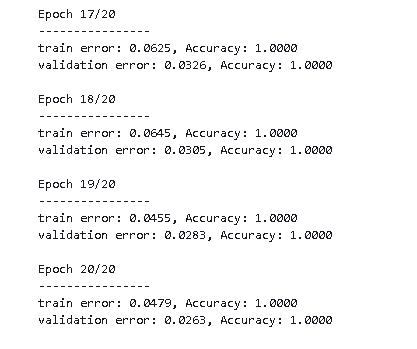 Epoch 17/20
----------------
train error: 0.0625, Accuracy: 1.0000
validation error: 0.0326, Accuracy: 1.0000
Epoch 18/20
----------------
train error: 0.0645, Accuracy: 1.0000
validation error: 0.0305, Accuracy: 1.0000
Epoch 19/20
----------------
train error: 0.0455, Accuracy: 1.0000
validation error: 0.0283, Accuracy: 1.0000
Epoch 20/20
----------------
train error: 0.0479, Accuracy: 1.0000
validation error: 0.0263, Accuracy: 1.0000